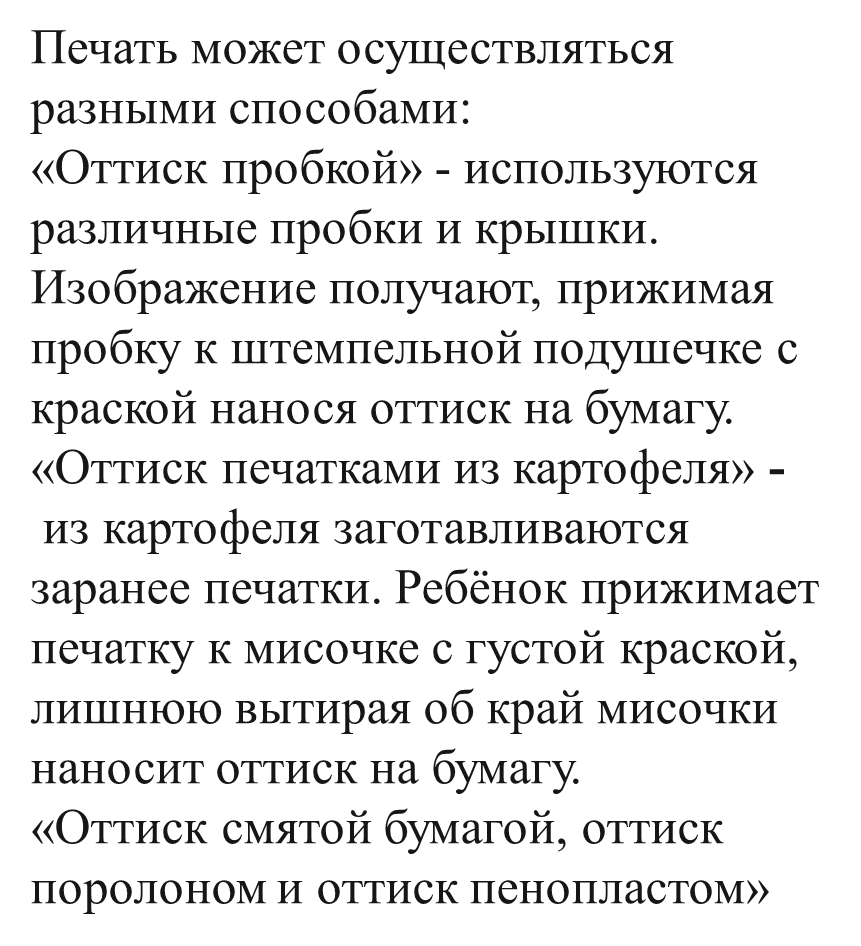 Печать может осуществляться
разными способами:
«Оттиск пробкой» - используются
различные пробки и крышки.
Изображение получают, прижимая
пробку к штемпельной подушечке с
краской нанося оттиск на бумагу.
«Оттиск печатками из картофеля» -
из картофеля заготавливаются
заранее печатки. Ребёнок прижимает
печатку к мисочке с густой краской,
лишнюю вытирая об край мисочки
наносит оттиск на бумагу.
«Оттиск смятой бумагой, оттиск
поролоном и оттиск пенопластом»